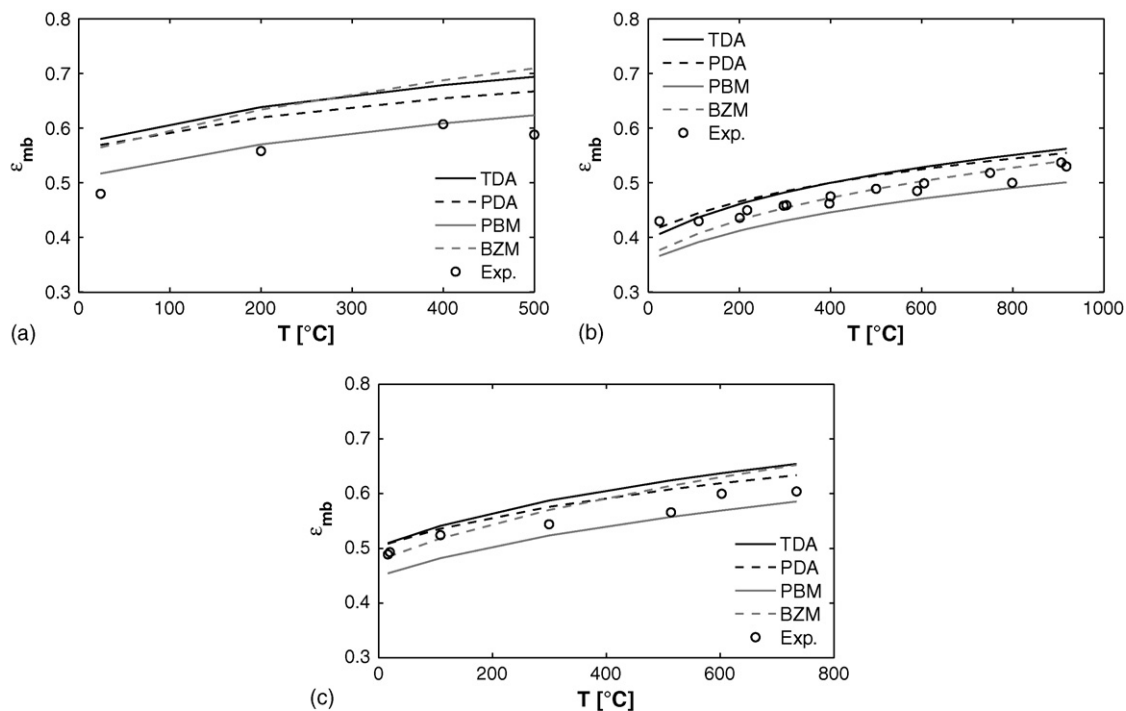 0.8
0.7
0.6
0.5
0.4
0.3
ε_mb
0 100 200 300 400 500
T [°C]
TDA
PDA
PBM
BZM
Exp.
(a)
0.8
0.7
0.6
0.5
0.4
0.3
ε_mb
0 200 400 600 800 1000
T [°C]
TDA
PDA
PBM
BZM
Exp.
(b)
0.8
0.7
0.6
0.5
0.4
0.3
ε_mb
0 200 400 600 800
T [°C]
TDA
PDA
PBM
BZM
Exp.
(c)